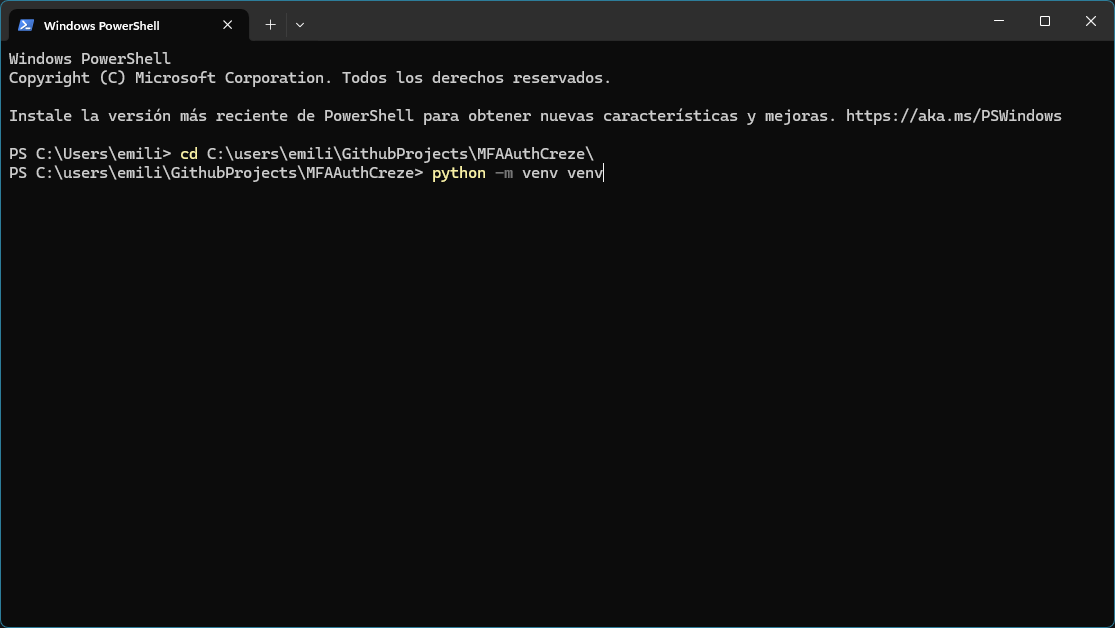 Windows PowerShell
Windows PowerShell
Copyright (C) Microsoft Corporation. Todos los derechos reservados.
Instale la versión más reciente de PowerShell para obtener nuevas características y mejoras. https://aka.ms/PSWindows
PS C:\Users\emili> cd C:\users\emili\GithubProjects\MFAAuthCreze\
PS C:\users\emili\GithubProjects\MFAAuthCreze> python -m venv venv